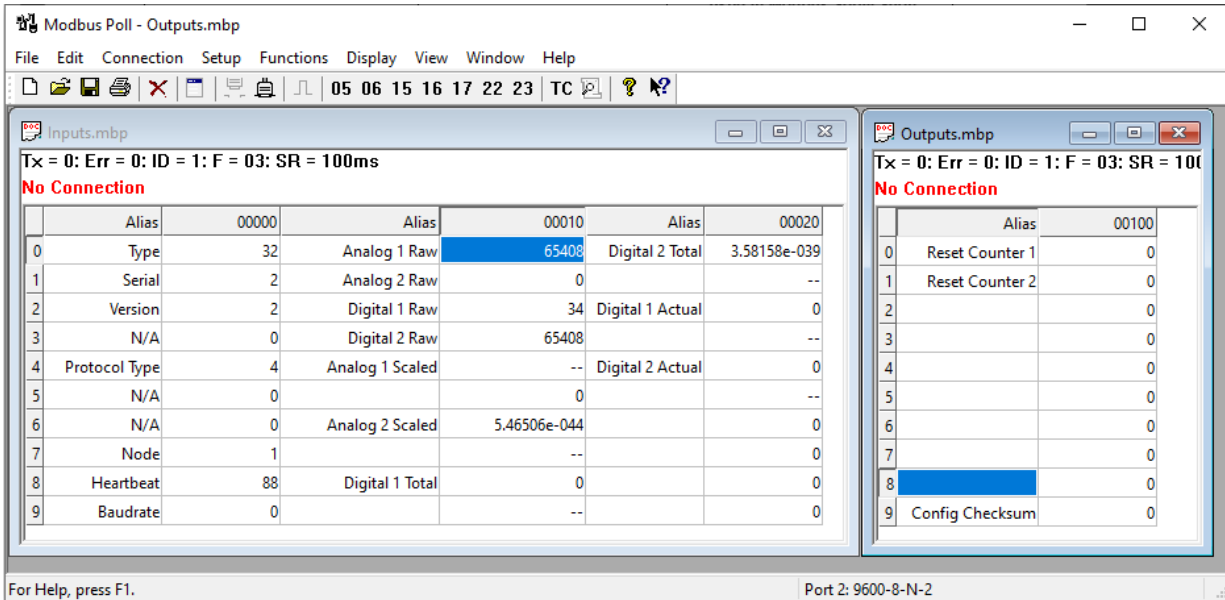 Modbus Poll - Outputs.mbp
File Edit Connection Setup Functions Display View Window Help
05 06 15 16 17 22 23 TC
Inputs.mbp
Tx = 0: Err = 0: ID = 1: F = 03: SR = 100ms
No Connection
Alias 00000 Alias 00010 Alias 00020
0 Type 32 Analog 1 Raw 65408 Digital 2 Total 3.58158e-039
1 Serial 2 Analog 2 Raw 0 --
2 Version 2 Digital 1 Raw 34 Digital 1 Actual 0
3 N/A 0 Digital 2 Raw 65408 --
4 Protocol Type 4 Analog 1 Scaled -- Digital 2 Actual 0
5 N/A 0 0 --
6 N/A 0 Analog 2 Scaled 5.46506e-044 0
7 Node 1 -- 0
8 Heartbeat 88 Digital 1 Total 0 0
9 Baudrate 0 -- 0
Outputs.mbp
Tx = 0: Err = 0: ID = 1: F = 03: SR = 100
No Connection
Alias 00100
0 Reset Counter 1 0
1 Reset Counter 2 0
2 0
3 0
4 0
5 0
6 0
7 0
8 0
9 Config Checksum 0
For Help, press F1.
Port 2: 9600-8-N-2